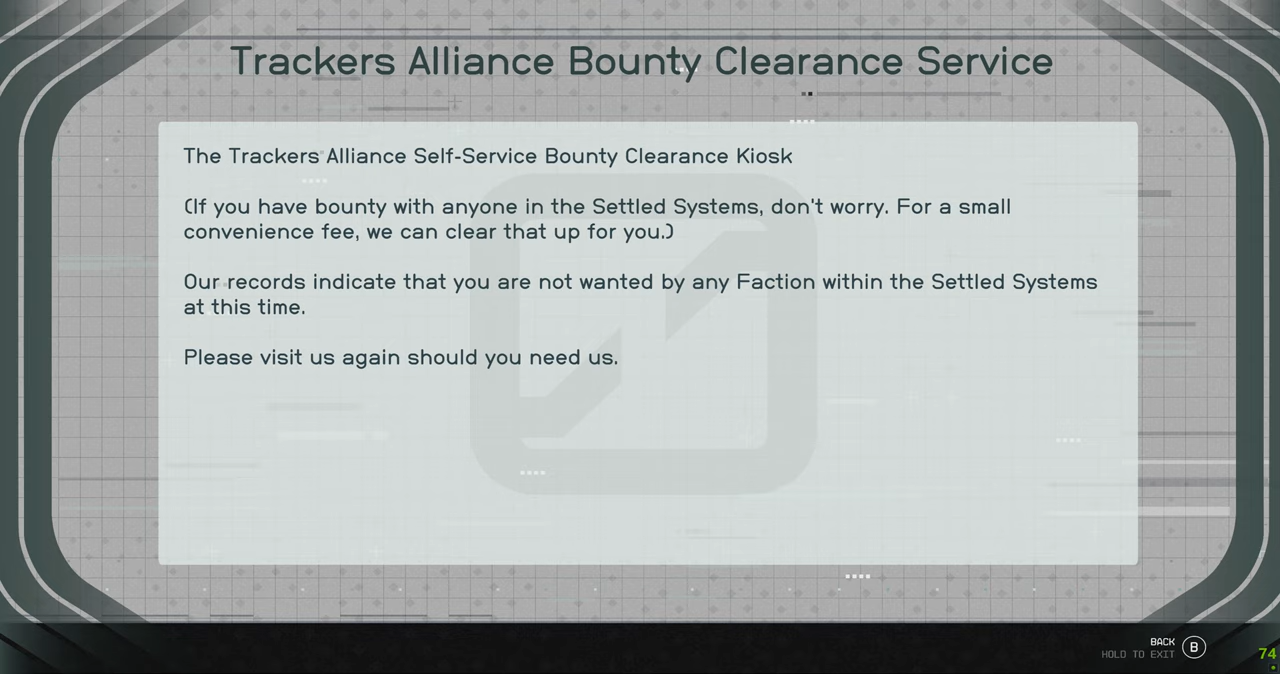 Trackers Alliance Bounty Clearance Service
The Trackers Alliance Self-Service Bounty Clearance Kiosk
(If you have bounty with anyone in the Settled Systems, don't worry. For a small
convenience fee, we can clear that up for you.)
Our records indicate that you are not wanted by any Faction within the Settled Systems
at this time.
Please visit us again should you need us.
BACK
HOLD TO EXIT
B
74